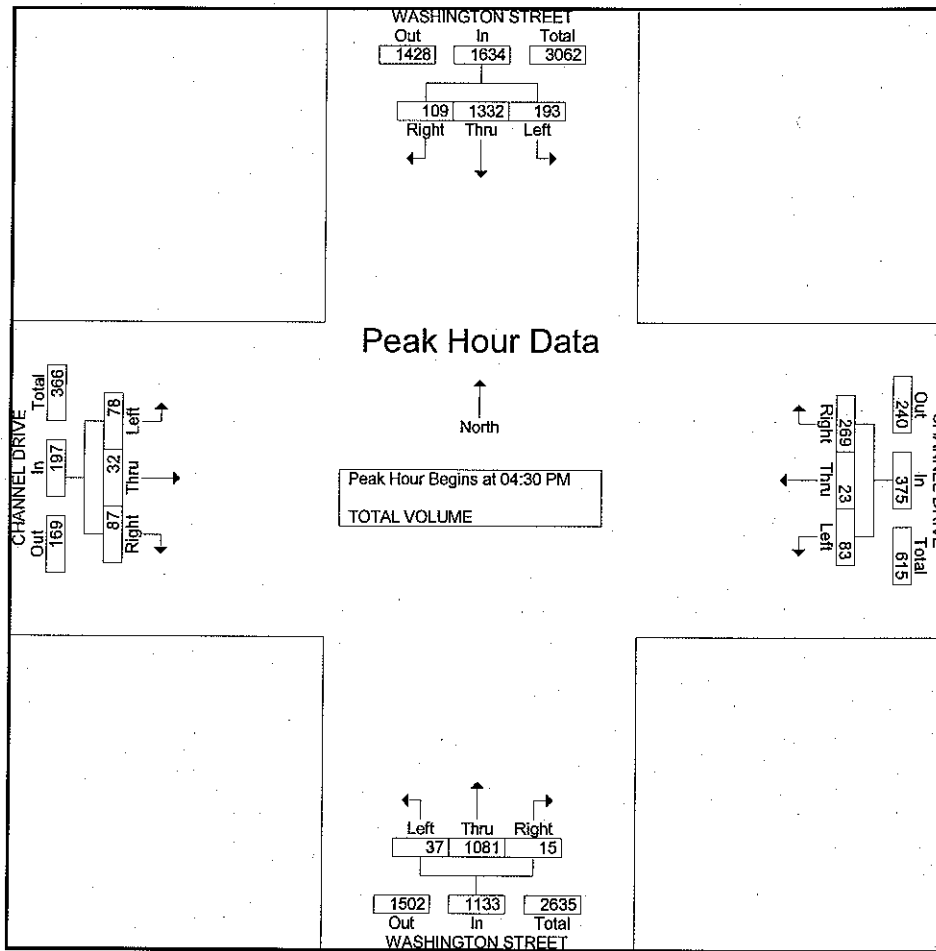 WASHINGTON STREET
Out In Total
1428 1634 3062
109 1332 193
Right Thru Left
Peak Hour Data
North
Peak Hour Begins at 04:30 PM
TOTAL VOLUME
CHANNEL DRIVE
Out In Total
169 197 366
78 32 87
Left Thru Right
Out In Total
240 375 615
269 23 83
Right Thru Left
Left Thru Right
37 1081 15
1502 1133 2635
Out In Total
WASHINGTON STREET